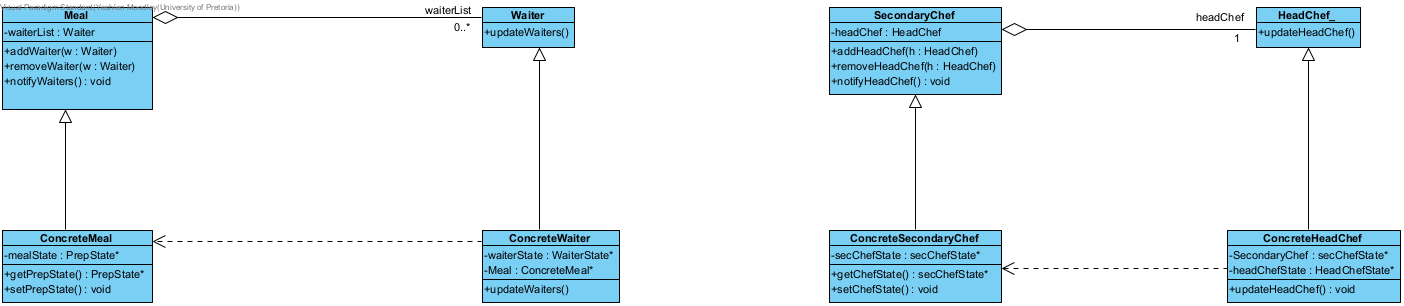 Visual Paradigm Standard(Yashlen Moodley(University of Pretoria))
Meal
-waiterList : Waiter
+addWaiter(w : Waiter)
+removeWaiter(w : Waiter)
+notifyWaiters() : void
waiterList
0..*
Waiter
+updateWaiters()
ConcreteMeal
-mealState : PrepState*
+getPrepState() : PrepState*
+setPrepState() : void
ConcreteWaiter
-waiterState : WaiterState*
-Meal : ConcreteMeal*
+updateWaiters()
SecondaryChef
-headChef : HeadChef
+addHeadChef(h : HeadChef)
+removeHeadChef(h : HeadChef)
+notifyHeadChef() : void
headChef
1
HeadChef_
+updateHeadChef()
ConcreteSecondaryChef
-secChefState : secChefState*
+getChefState() : secChefState*
+setChefState() : void
ConcreteHeadChef
-SecondaryChef : secChefState*
-headChefState : HeadChefState*
+updateHeadChef() : void